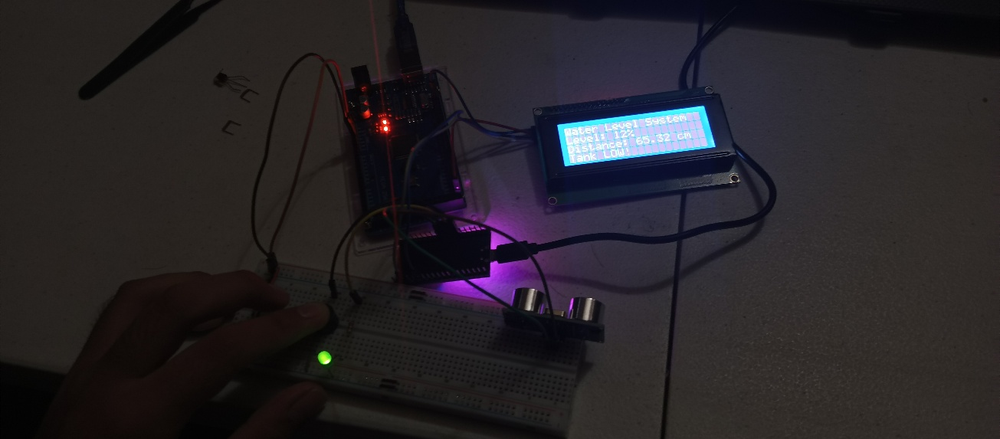 Water Level System
Level: 12%
Distance: 65.32 cm
Tank LOW!